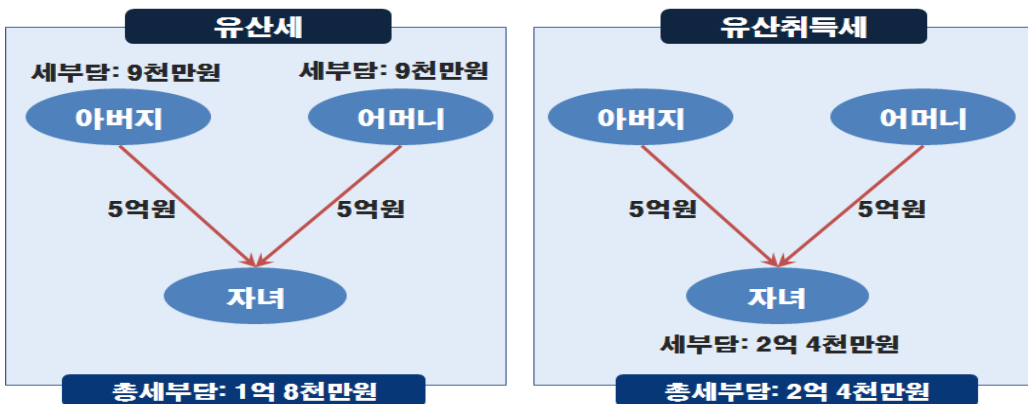 유산세
세부담: 9천만원
세부담: 9천만원
아버지
어머니
5억원
5억원
자녀
총세부담: 1억 8천만원
유산취득세
아버지
어머니
5억원
5억원
자녀
세부담: 2억 4천만원
총세부담: 2억 4천만원